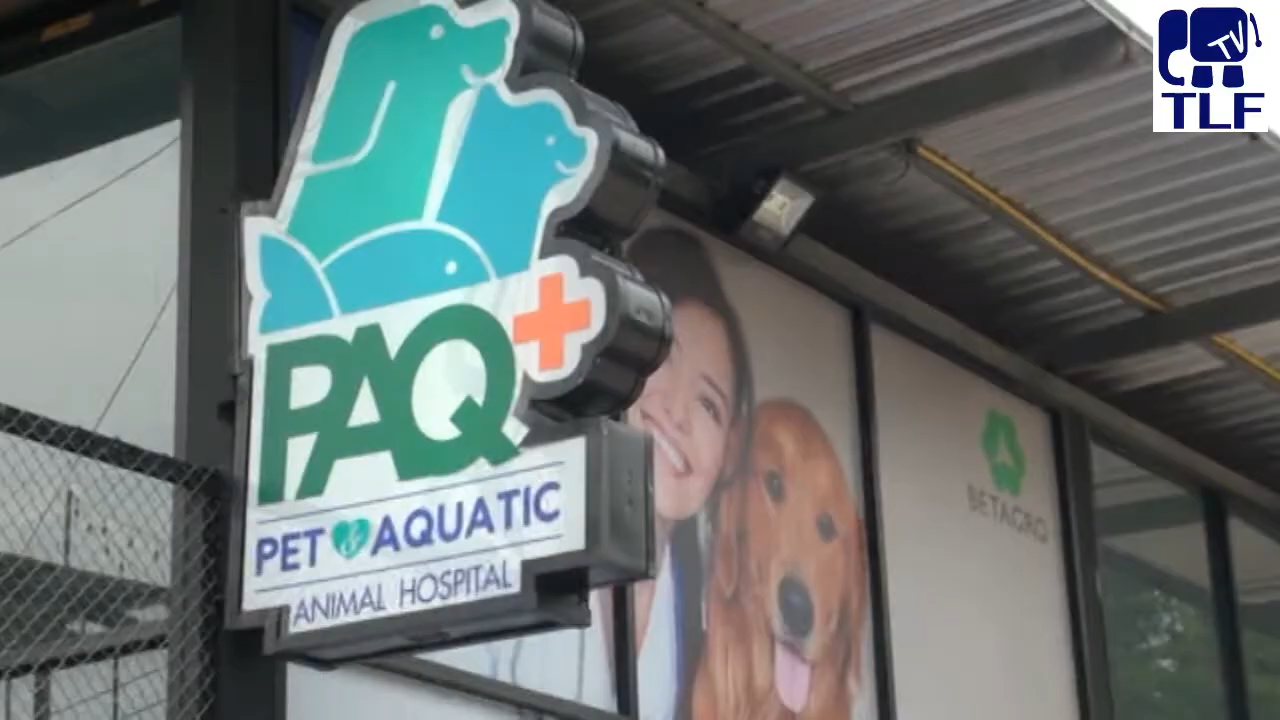 TV
TLF
PAQ+
PET AQUATIC
ANIMAL HOSPITAL
BETAGRO